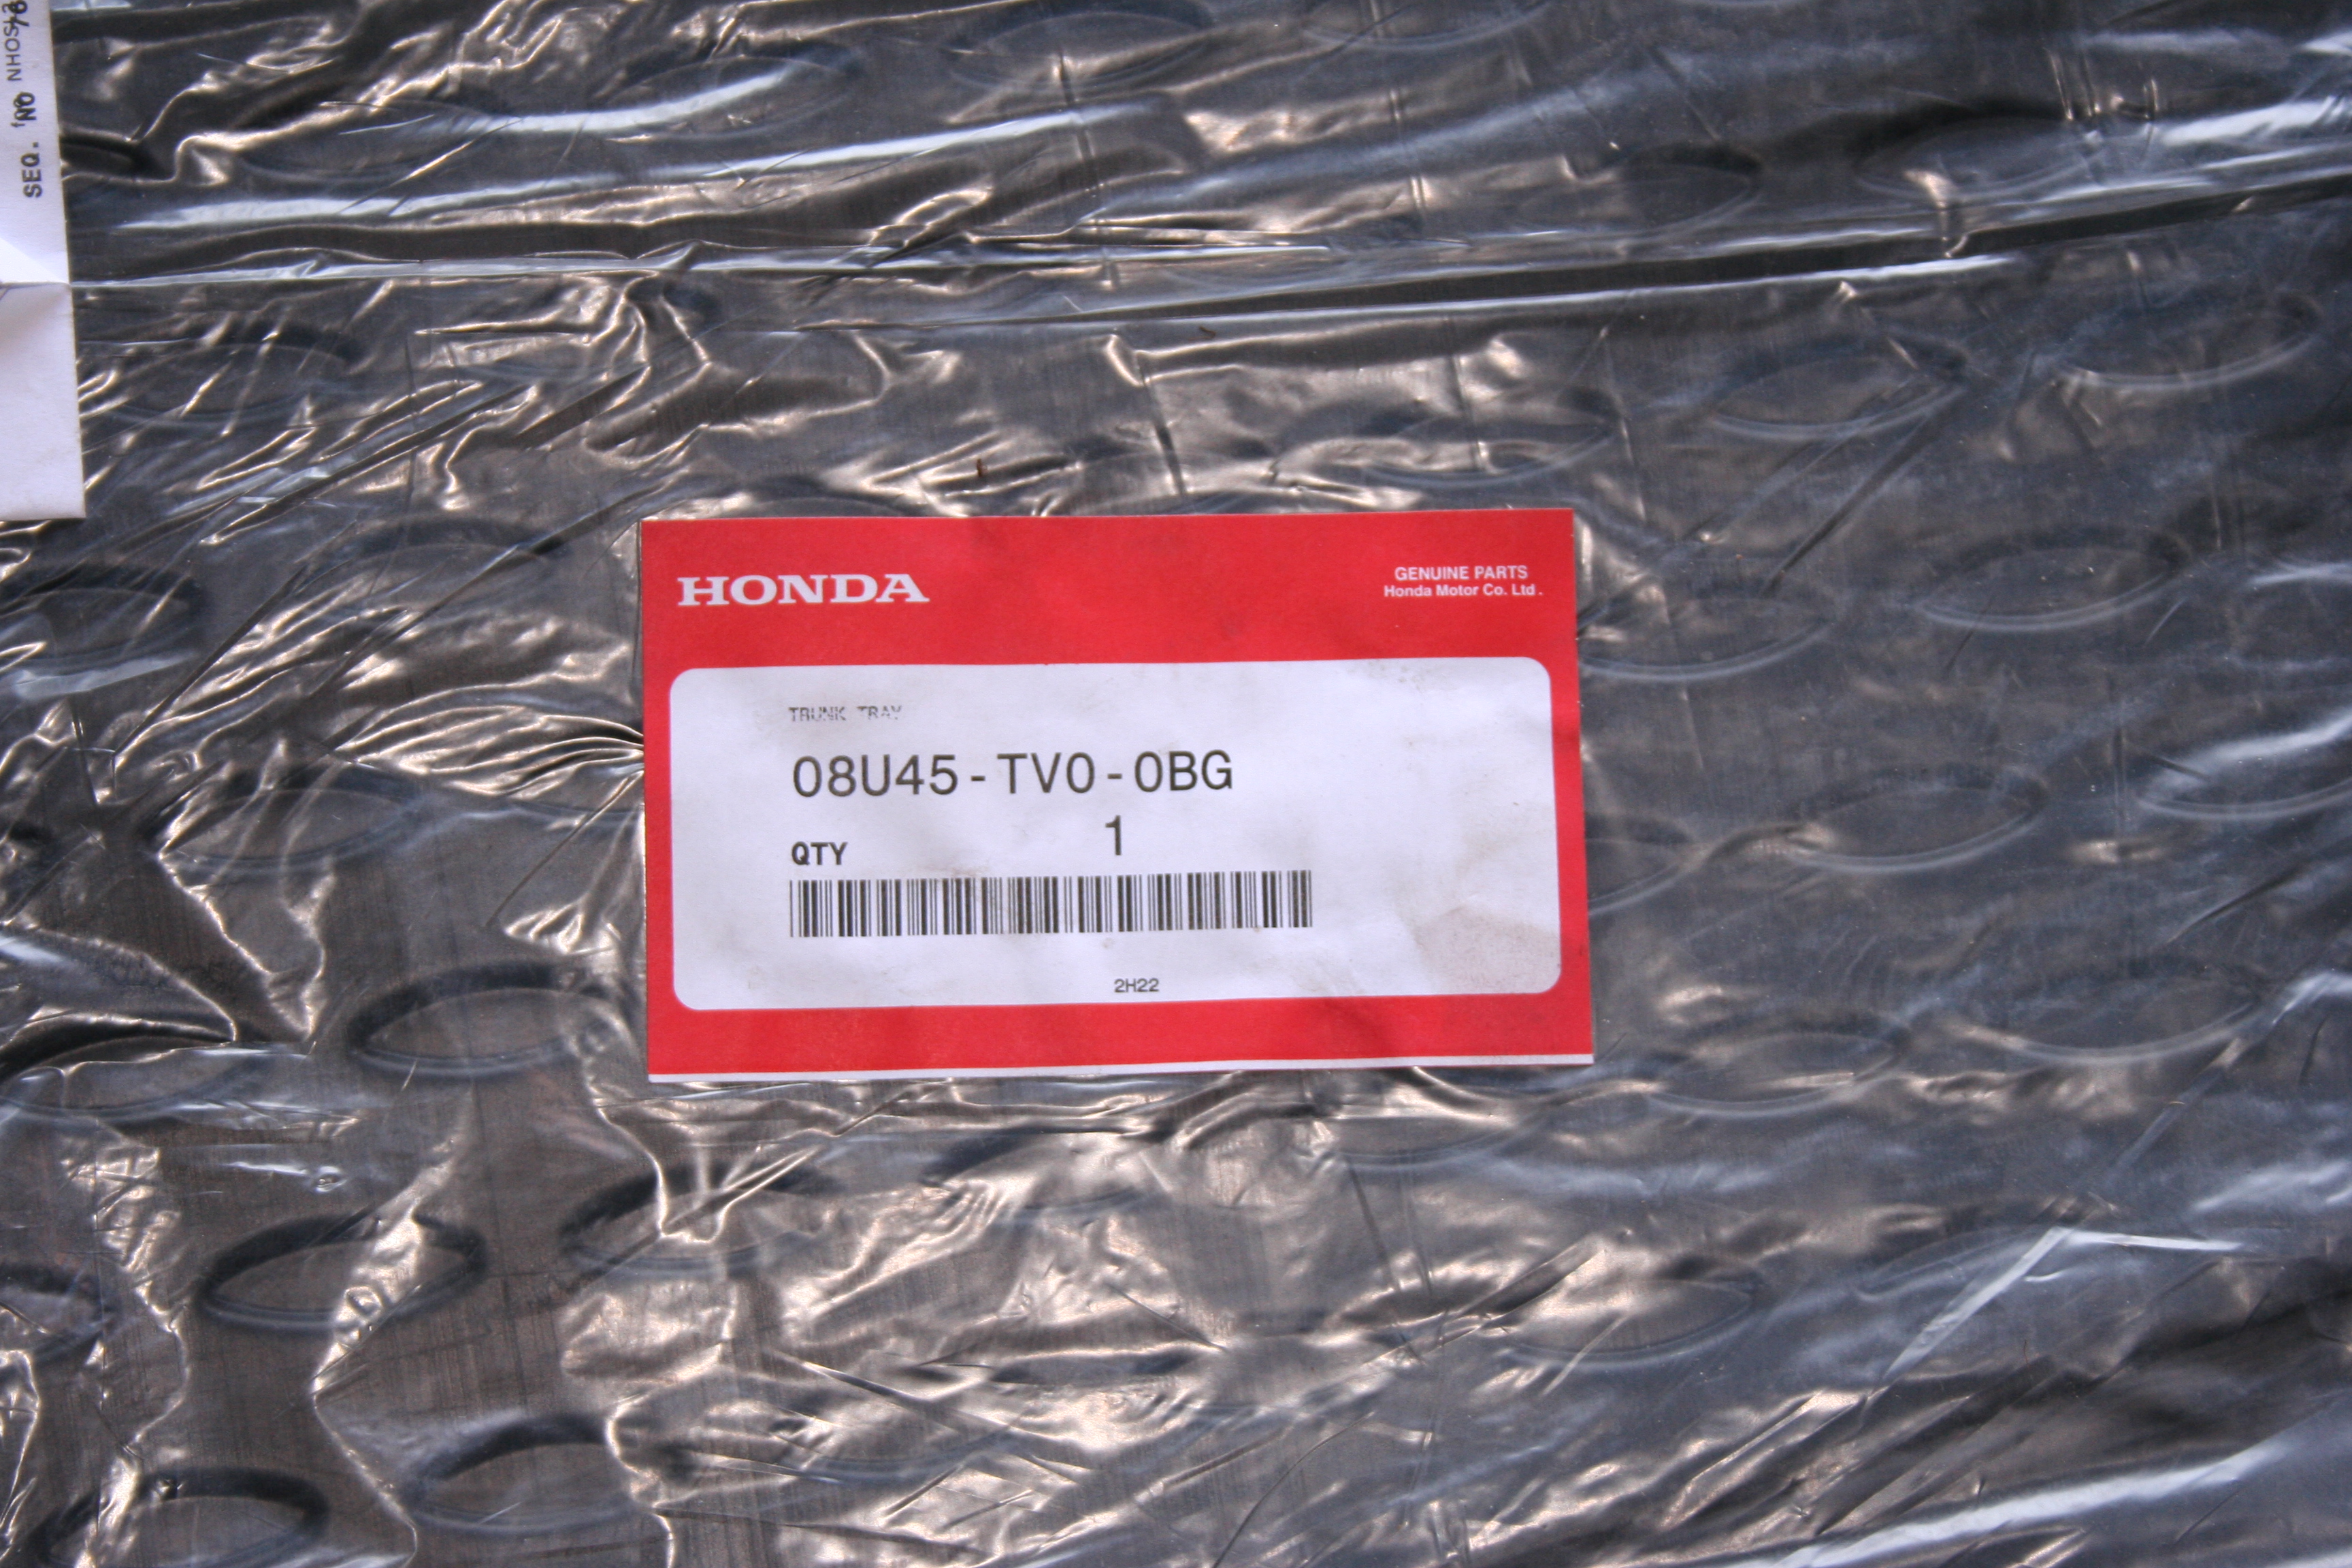 SEQ. NO
HONDA
GENUINE PARTS
Honda Motor Co. Ltd .
TRUNK TRAY
08U45-TV0-0BG
QTY 1
2H22